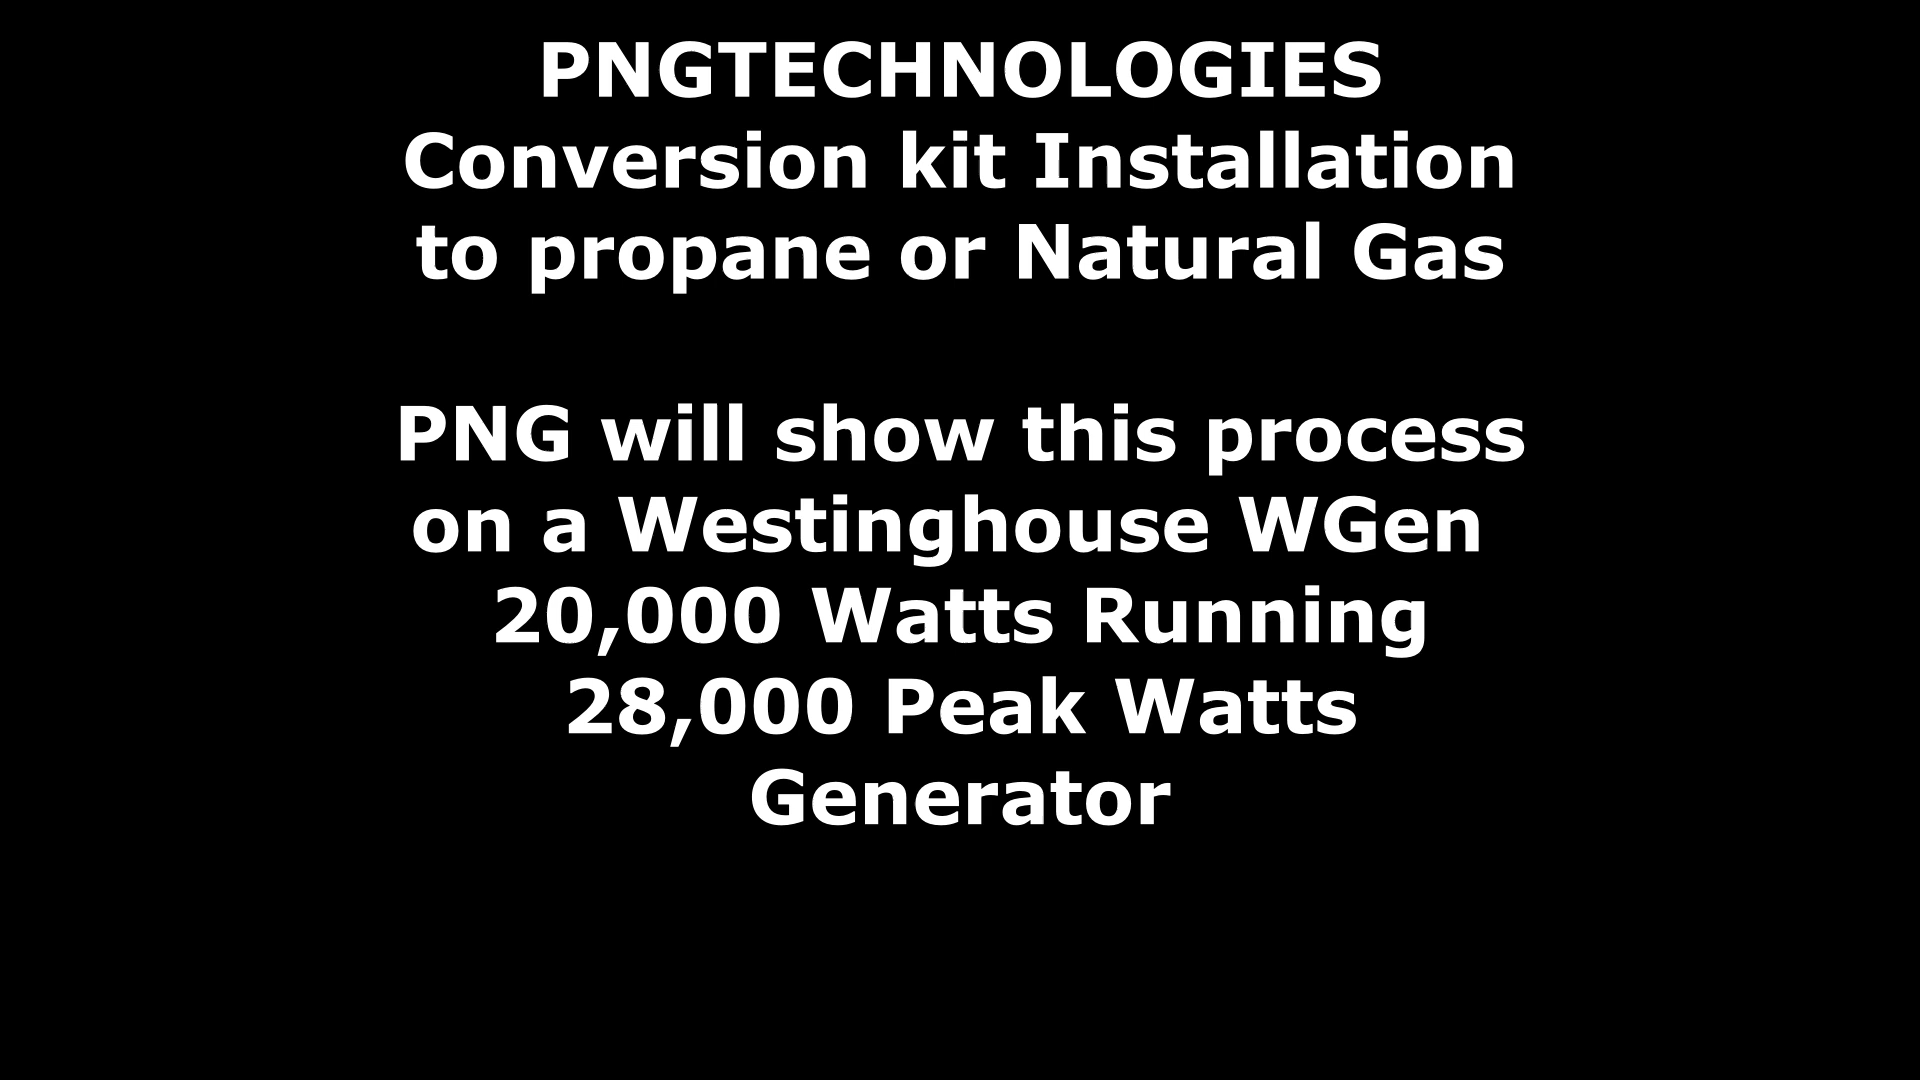 PNGTECHNOLOGIES
Conversion kit Installation
to propane or Natural Gas
PNG will show this process
on a Westinghouse WGen
20,000 Watts Running
28,000 Peak Watts
Generator